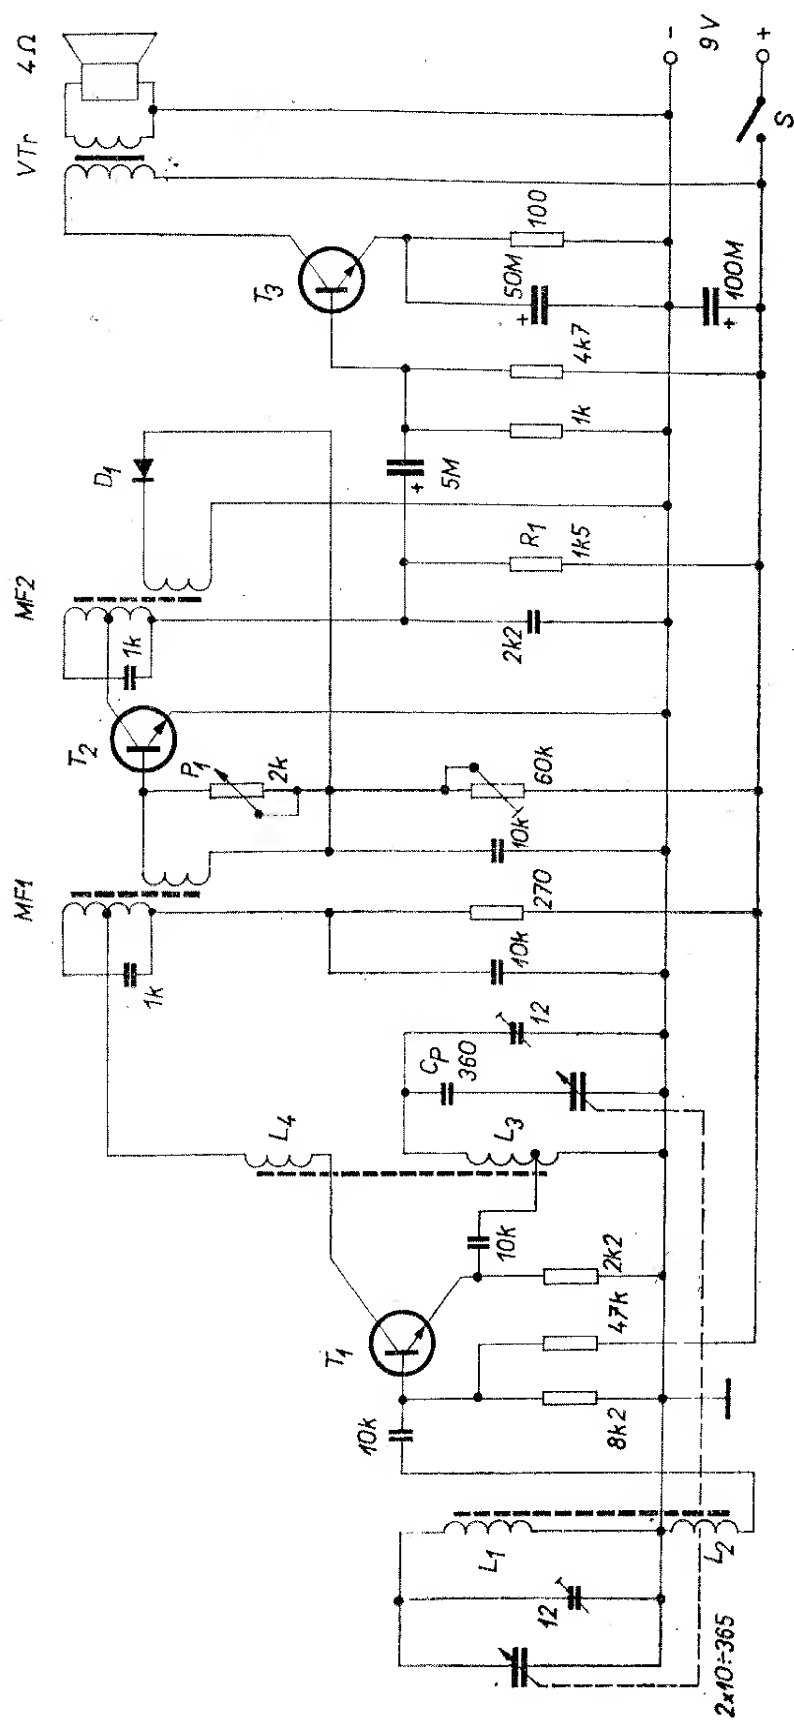 VTr
4 Ω
T3
100
50M
+
100M
+
-
9 V
+
S
4k7
1k
5M
+
D1
MF2
1k
R1
1k5
2k2
T2
P1
2k
60k
10k
MF1
1k
270
10k
12
CP
360
L4
L3
10k
2k2
47k
8k2
T1
10k
L1
L2
12
2x10÷365